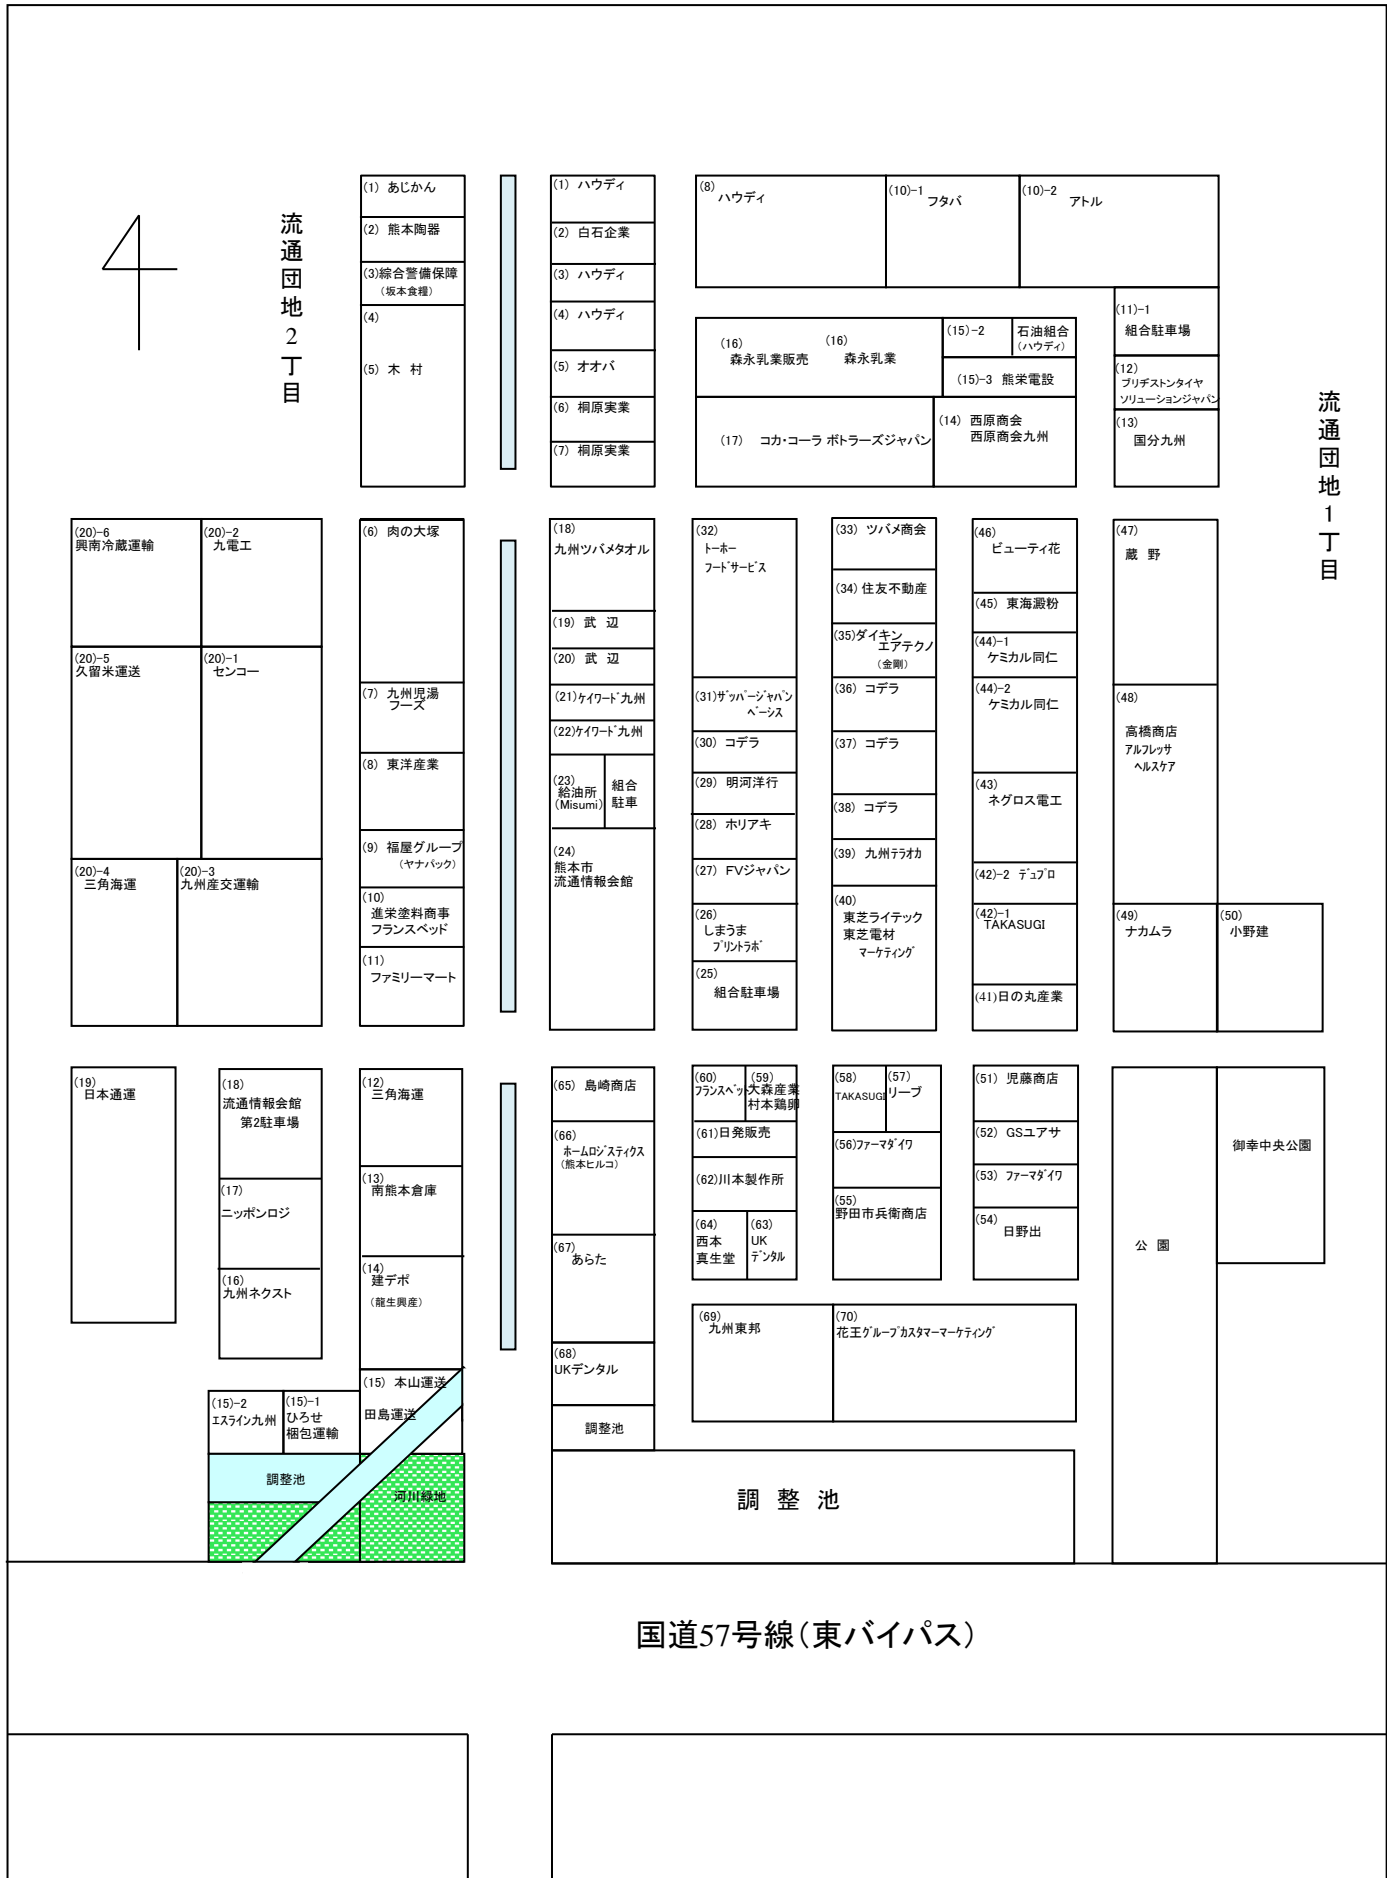 流通団地2丁目
(1) あじかん
(2) 熊本陶器
(3)綜合警備保障
(坂本食糧)
(4)
(5) 木 村
(1) ハウディ
(2) 白石企業
(3) ハウディ
(4) ハウディ
(5) オオバ
(6) 桐原実業
(7) 桐原実業
(8)
ハウディ
(10)-1
フタバ
(10)-2
アトル
(11)-1
組合駐車場
(12)
ブリヂストンタイヤ
ソリューションジャパン
(13)
国分九州
(16)
森永乳業販売
(16)
森永乳業
(15)-2
石油組合
(ハウディ)
(15)-3 熊栄電設
(17) コカ・コーラ ボトラーズジャパン
(14) 西原商会
西原商会九州
流通団地1丁目
(20)-6
興南冷蔵運輸
(20)-2
九電工
(20)-5
久留米運送
(20)-1
センコー
(20)-4
三角海運
(20)-3
九州産交運輸
(6) 肉の大塚
(7) 九州児湯
フーズ
(8) 東洋産業
(9) 福屋グループ
(ヤナパック)
(10)
進栄塗料商事
フランスベッド
(11)
ファミリーマート
(18)
九州ツバメタオル
(19) 武 辺
(20) 武 辺
(21)ケイワード九州
(22)ケイワード九州
(23)
給油所
(Misumi)
組合
駐車
(24)
熊本市
流通情報会館
(32)
トーホー
フードサービス
(31)ザッパージャパン
ベーシス
(30) コデラ
(29) 明河洋行
(28) ホリアキ
(27) FVジャパン
(26)
しまうま
プリントラボ
(25)
組合駐車場
(33) ツバメ商会
(34) 住友不動産
(35)ダイキン
エアテクノ
(金剛)
(36) コデラ
(37) コデラ
(38) コデラ
(39) 九州テラオカ
(40)
東芝ライテック
東芝電材
マーケティング
(46)
ビューティ花
(45) 東海澱粉
(44)-1
ケミカル同仁
(44)-2
ケミカル同仁
(43)
ネグロス電工
(42)-2 デュプロ
(42)-1
TAKASUGI
(41)日の丸産業
(47)
蔵 野
(48)
高橋商店
アルフレッサ
ヘルスケア
(49)
ナカムラ
(50)
小野建
(19)
日本通運
(18)
流通情報会館
第2駐車場
(17)
ニッポンロジ
(16)
九州ネクスト
(12)
三角海運
(13)
南熊本倉庫
(14)
建デポ
(龍生興産)
(15) 本山運送
田島運送
(15)-2
エスライン九州
(15)-1
ひろせ
梱包運輸
調整池
河川緑地
(65) 島崎商店
(66)
ホームロジスティクス
(熊本ヒルコ)
(67)
あらた
(68)
UKデンタル
調整池
(60)
フランスベット
(59)
大森産業
村本鶏卵
(61)日発販売
(62)川本製作所
(64)
西本
真生堂
(63)
UK
デンタル
(58)
TAKASUGI
(57)
リーブ
(56)ファーマダイワ
(55)
野田市兵衛商店
(51) 児藤商店
(52) GSユアサ
(53) ファーマダイワ
(54)
日野出
(69)
九州東邦
(70)
花王グループカスタマーマーケティング
公 園
御幸中央公園
調 整 池
国道57号線(東バイパス)